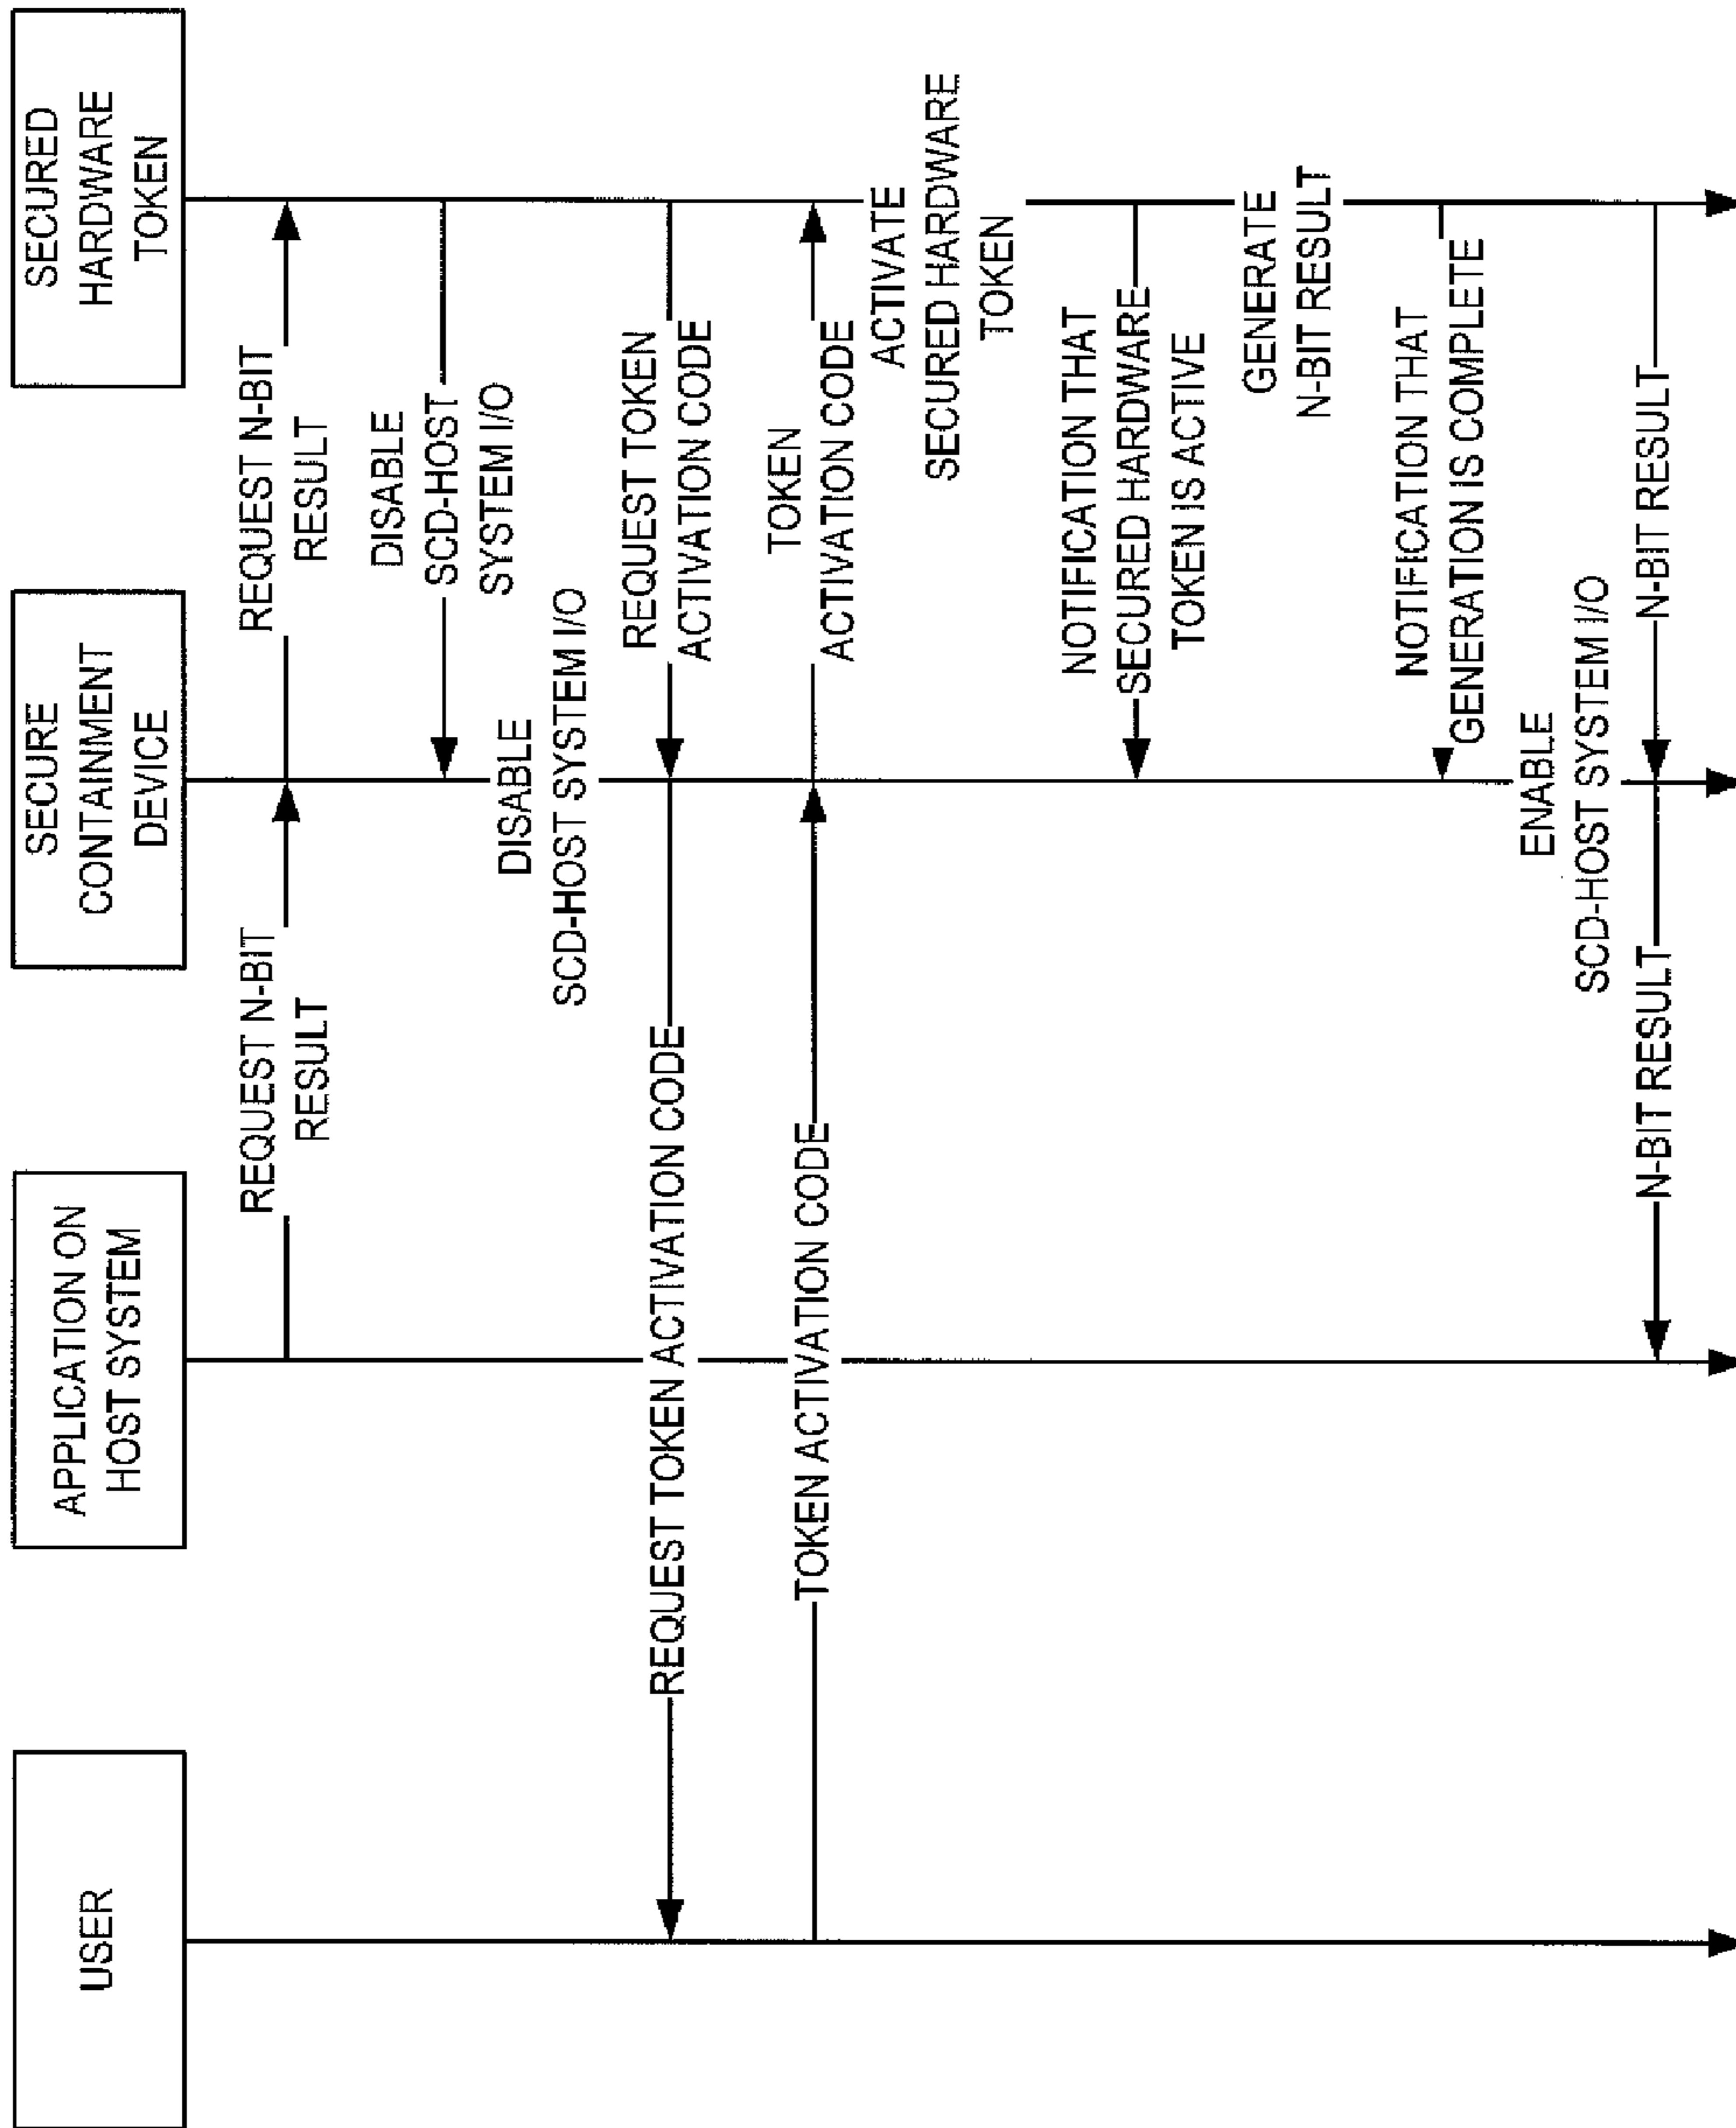 USER
APPLICATION ON
HOST SYSTEM
SECURE
CONTAINMENT
DEVICE
SECURED
HARDWARE
TOKEN
REQUEST N-BIT
RESULT
REQUEST N-BIT
RESULT
DISABLE
SCD-HOST
SYSTEM I/O
DISABLE
SCD-HOST SYSTEM I/O
REQUEST TOKEN
ACTIVATION CODE
REQUEST TOKEN ACTIVATION CODE
TOKEN ACTIVATION CODE
TOKEN
ACTIVATION CODE
ACTIVATE
SECURED HARDWARE
TOKEN
NOTIFICATION THAT
SECURED HARDWARE
TOKEN IS ACTIVE
GENERATE
N-BIT RESULT
NOTIFICATION THAT
GENERATION IS COMPLETE
ENABLE
SCD-HOST SYSTEM I/O
N-BIT RESULT
N-BIT RESULT